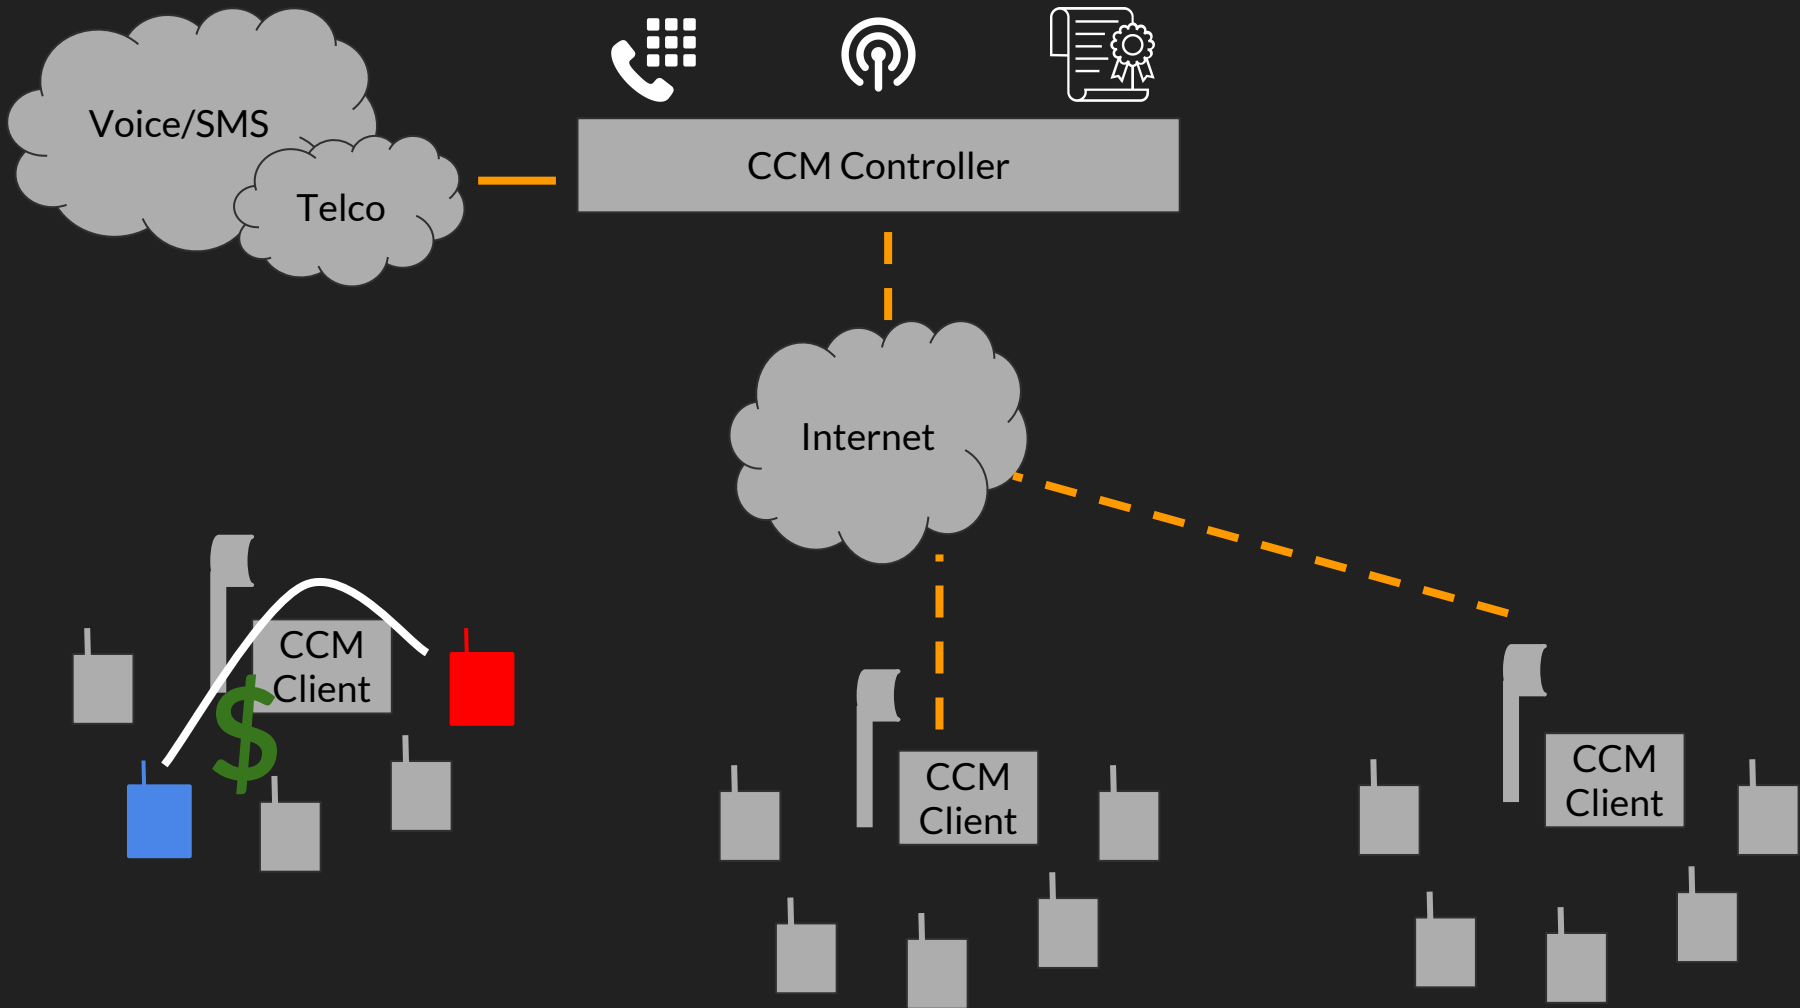 Voice/SMS
Telco
CCM Controller
Internet
CCM
Client
$
CCM
Client
CCM
Client